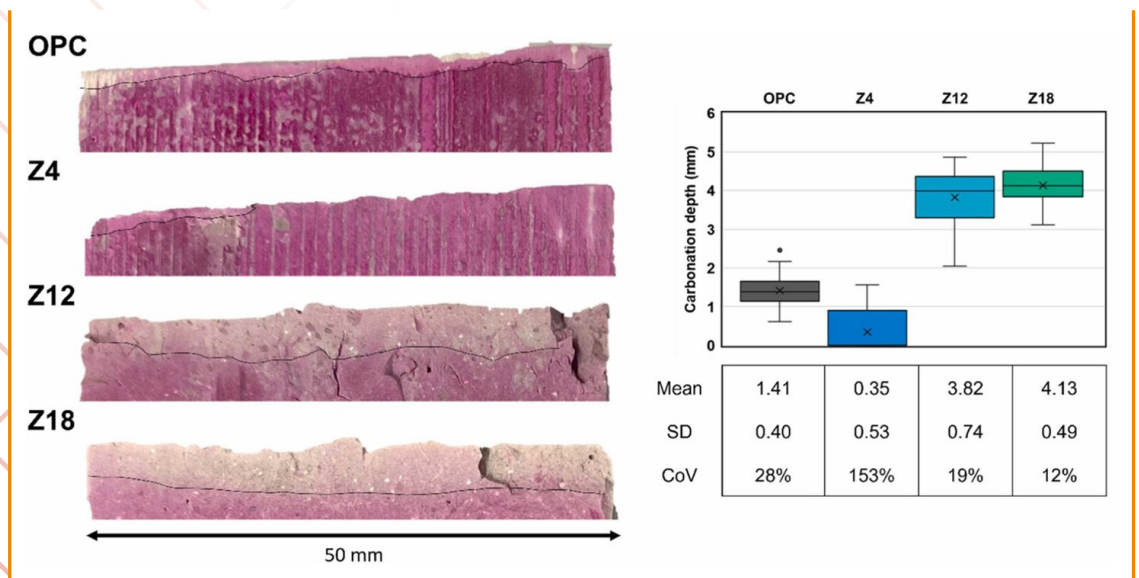 OPC
Z4
Z12
Z18
50 mm
OPC Z4 Z12 Z18
Carbonation depth (mm)
6
5
4
3
2
1
0
Mean 1.41 0.35 3.82 4.13
SD 0.40 0.53 0.74 0.49
CoV 28% 153% 19% 12%